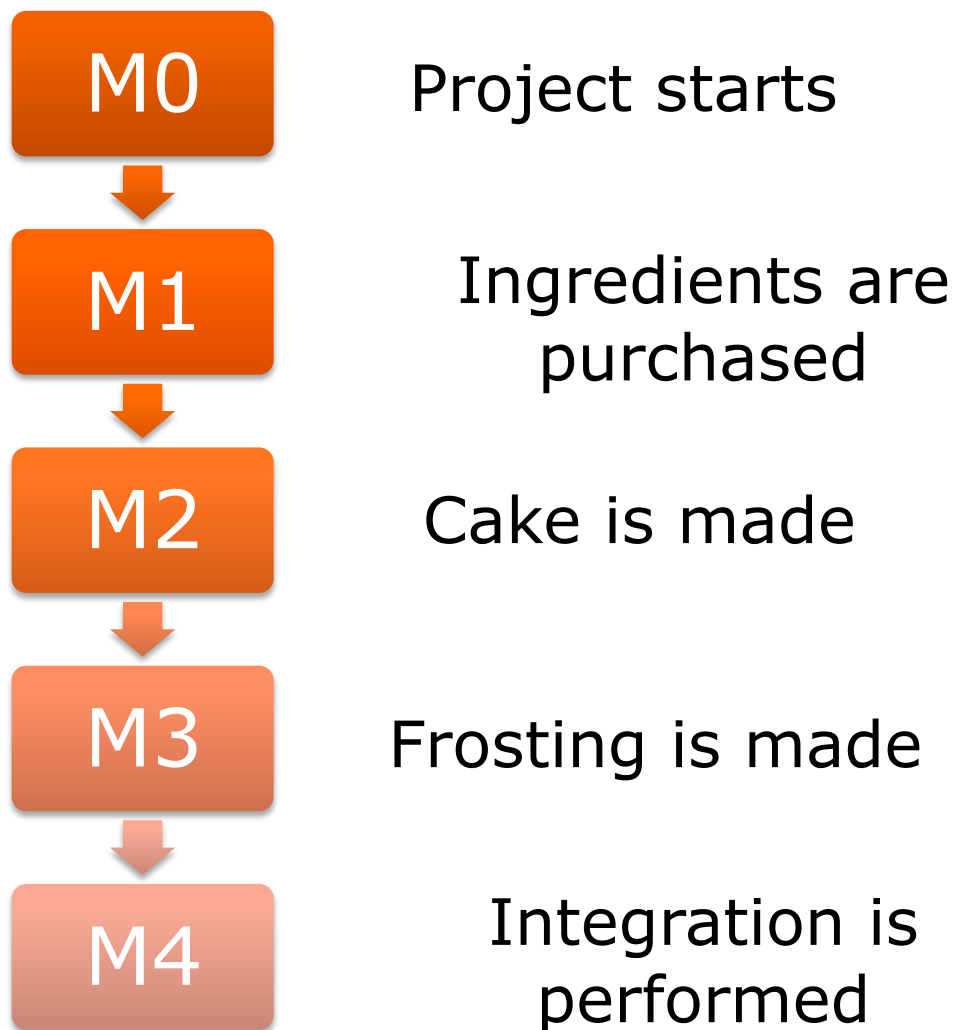 M0
Project starts
M1
Ingredients are
purchased
M2
Cake is made
M3
Frosting is made
M4
Integration is
performed